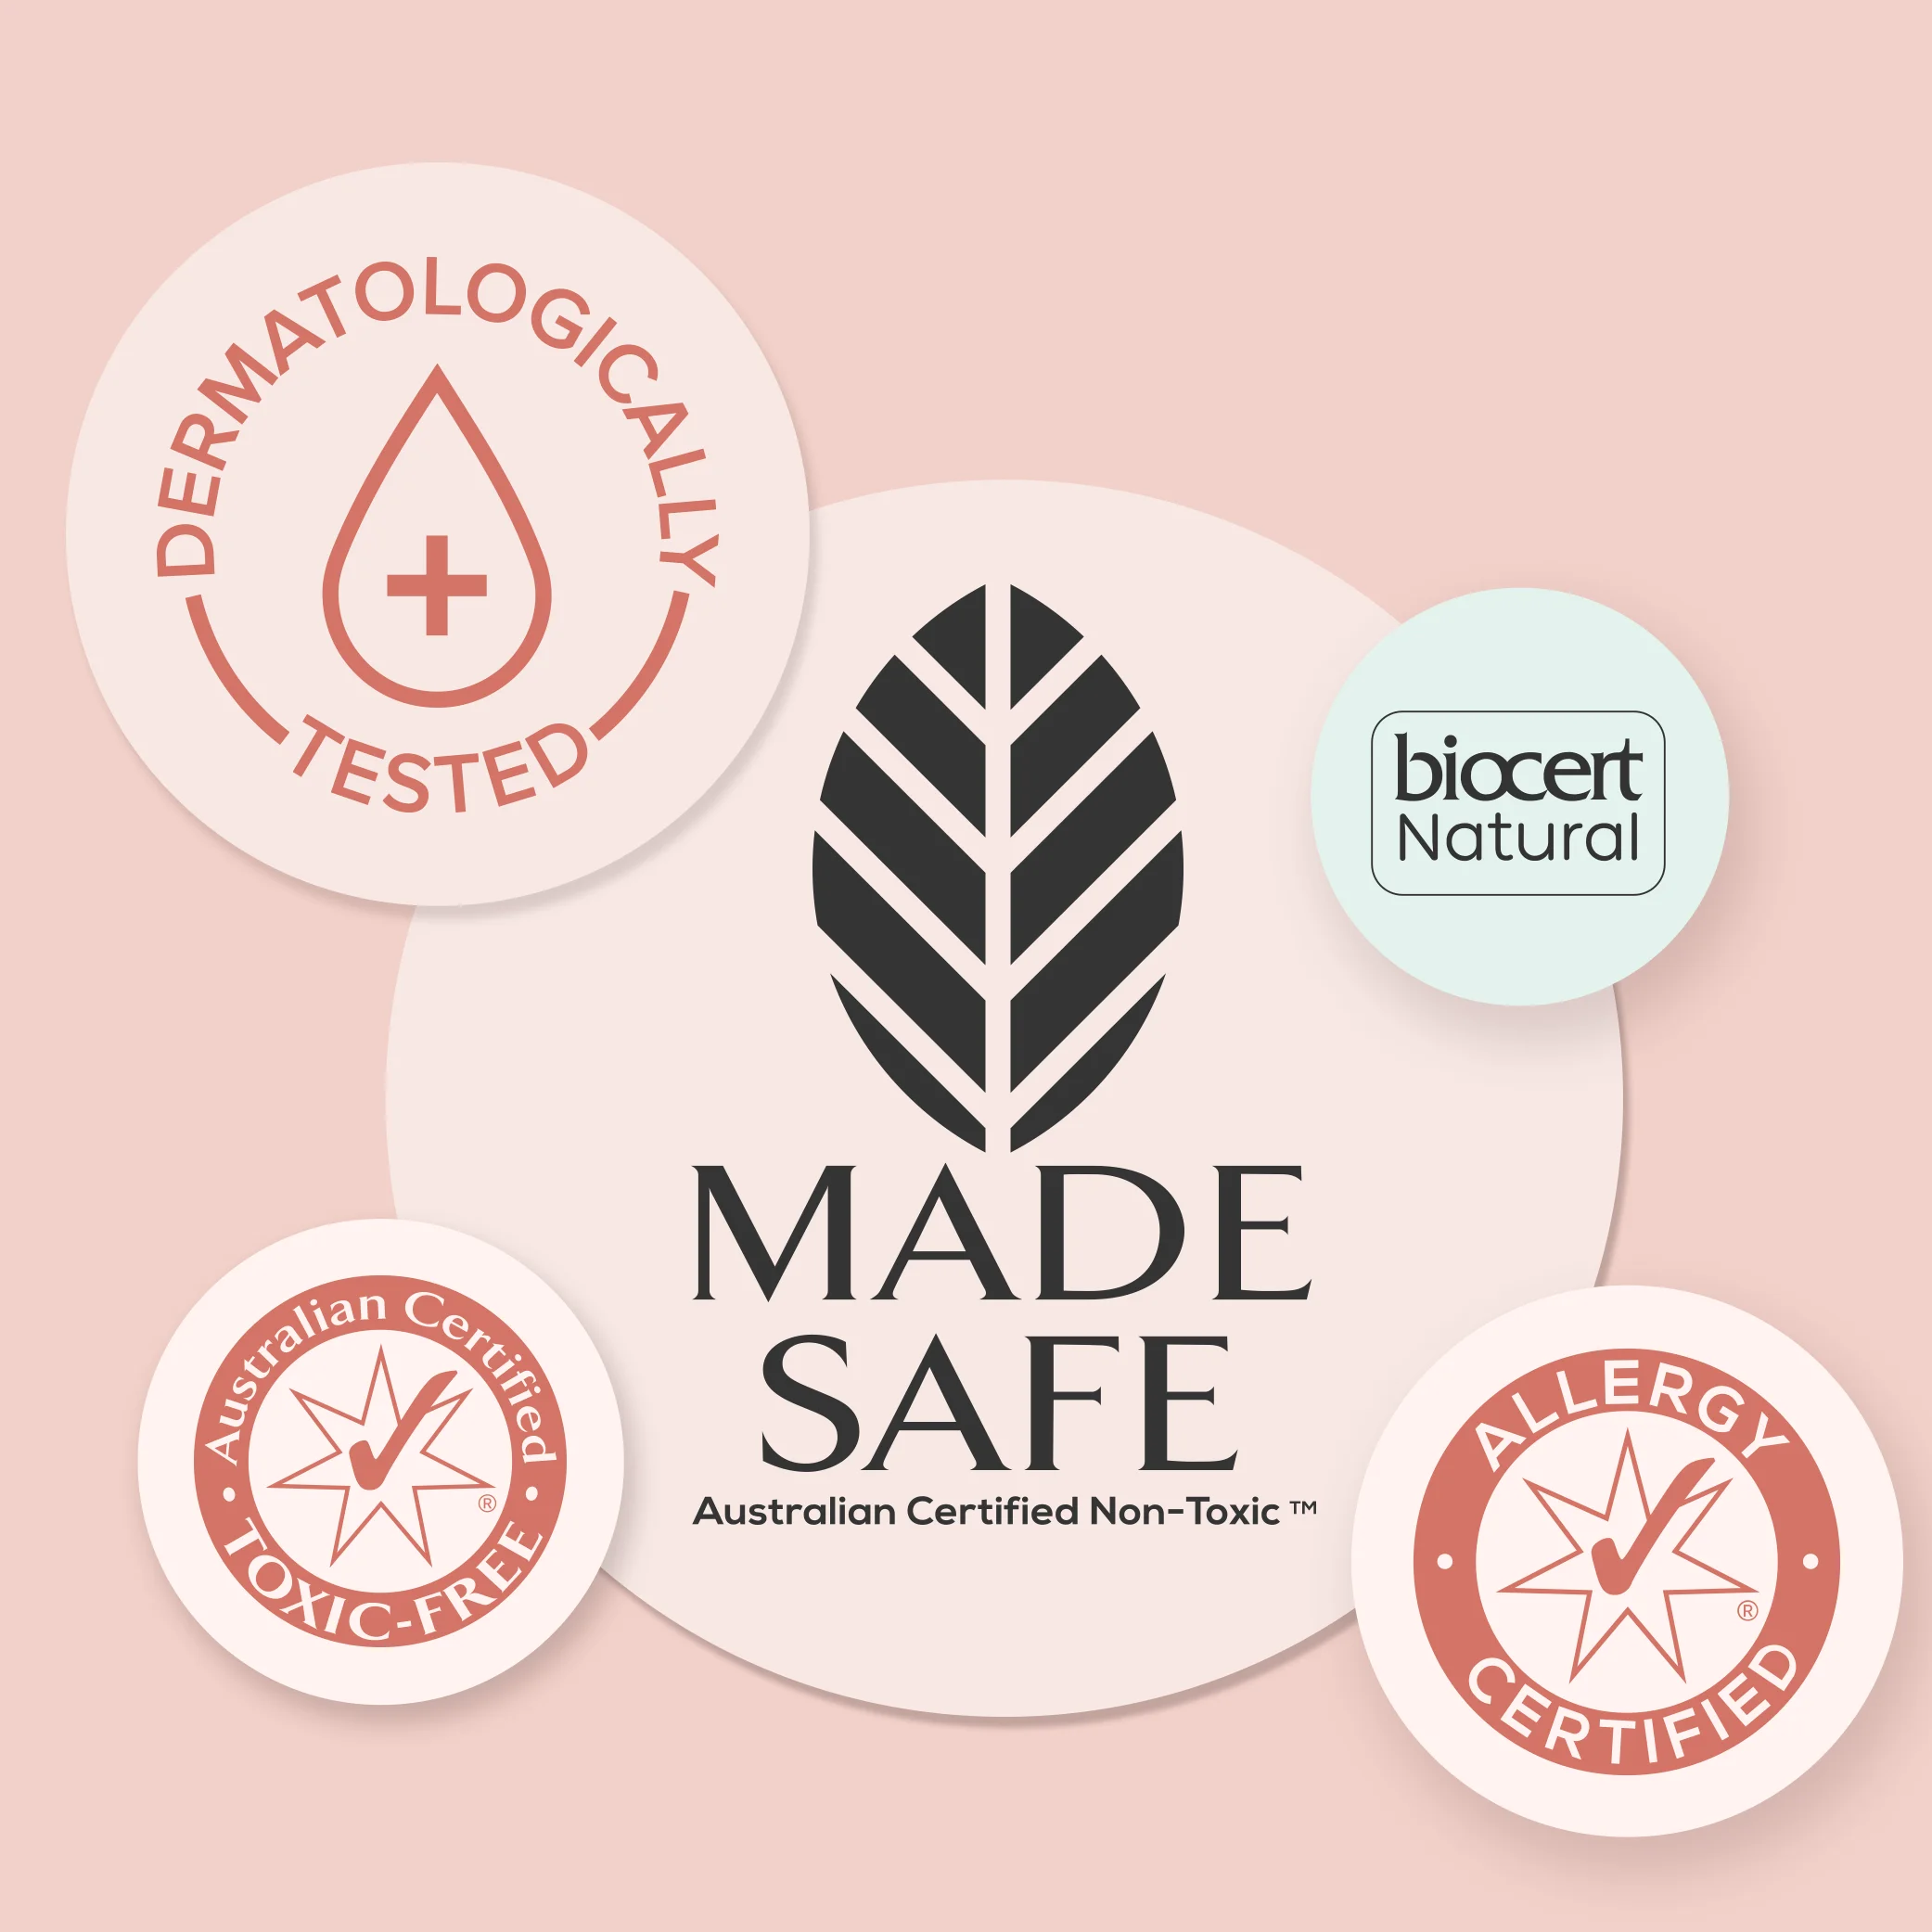 DERMATOLOGICALLY
TESTED
biocert
Natural
MADE
SAFE
Australian Certified Non-Toxic ™
Australian Certified
TOXIC-FREE
®
ALLERGY
CERTIFIED
®